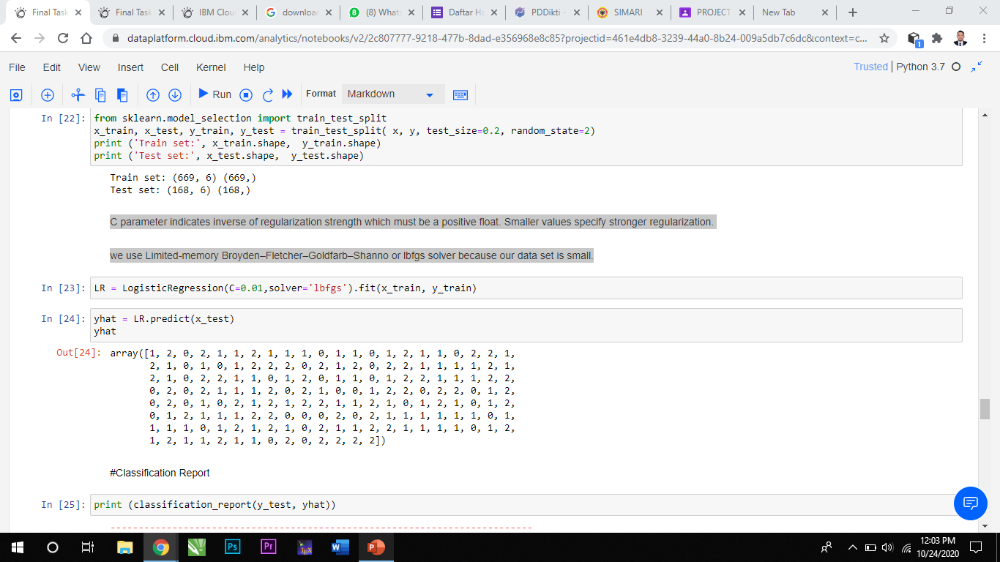 Final Task
Final Task
IBM Clou
download
(8) Whats
Daftar Ha
PDDikti -
SIMARI
PROJECT
New Tab
dataplatform.cloud.ibm.com/analytics/notebooks/v2/2c807777-9218-477b-8dad-e356968e8c85?projectid=461e4db8-3239-44a0-8b24-009a5db7c6dc&context=c...
File Edit View Insert Cell Kernel Help Trusted | Python 3.7
Run Format Markdown
In [22]: from sklearn.model_selection import train_test_split
x_train, x_test, y_train, y_test = train_test_split( x, y, test_size=0.2, random_state=2)
print ('Train set:', x_train.shape,  y_train.shape)
print ('Test set:', x_test.shape,  y_test.shape)
Train set: (669, 6) (669,)
Test set: (168, 6) (168,)
C parameter indicates inverse of regularization strength which must be a positive float. Smaller values specify stronger regularization.
we use Limited-memory Broyden–Fletcher–Goldfarb–Shanno or lbfgs solver because our data set is small.
In [23]: LR = LogisticRegression(C=0.01,solver='lbfgs').fit(x_train, y_train)
In [24]: yhat = LR.predict(x_test)
yhat
Out[24]: array([1, 2, 0, 2, 1, 1, 2, 1, 1, 1, 0, 1, 1, 0, 1, 2, 1, 1, 0, 2, 2, 1,
2, 1, 0, 1, 0, 1, 2, 2, 2, 0, 2, 1, 2, 0, 2, 2, 1, 1, 1, 1, 2, 1,
2, 1, 0, 2, 2, 1, 1, 0, 1, 2, 0, 1, 1, 0, 1, 2, 2, 1, 1, 1, 2, 2,
0, 2, 0, 2, 1, 1, 1, 2, 0, 2, 1, 0, 0, 1, 2, 2, 0, 2, 2, 0, 1, 2,
0, 2, 0, 1, 0, 2, 1, 2, 1, 2, 2, 1, 1, 2, 1, 0, 1, 2, 1, 0, 1, 2,
0, 1, 2, 1, 1, 1, 2, 2, 0, 0, 0, 2, 0, 2, 1, 1, 1, 1, 1, 1, 0, 1,
1, 1, 1, 0, 1, 2, 1, 2, 1, 0, 2, 1, 1, 2, 2, 1, 1, 1, 1, 0, 1, 2,
1, 2, 1, 1, 2, 1, 1, 0, 2, 0, 2, 2, 2, 2])
#Classification Report
In [25]: print (classification_report(y_test, yhat))
12:03 PM
10/24/2020